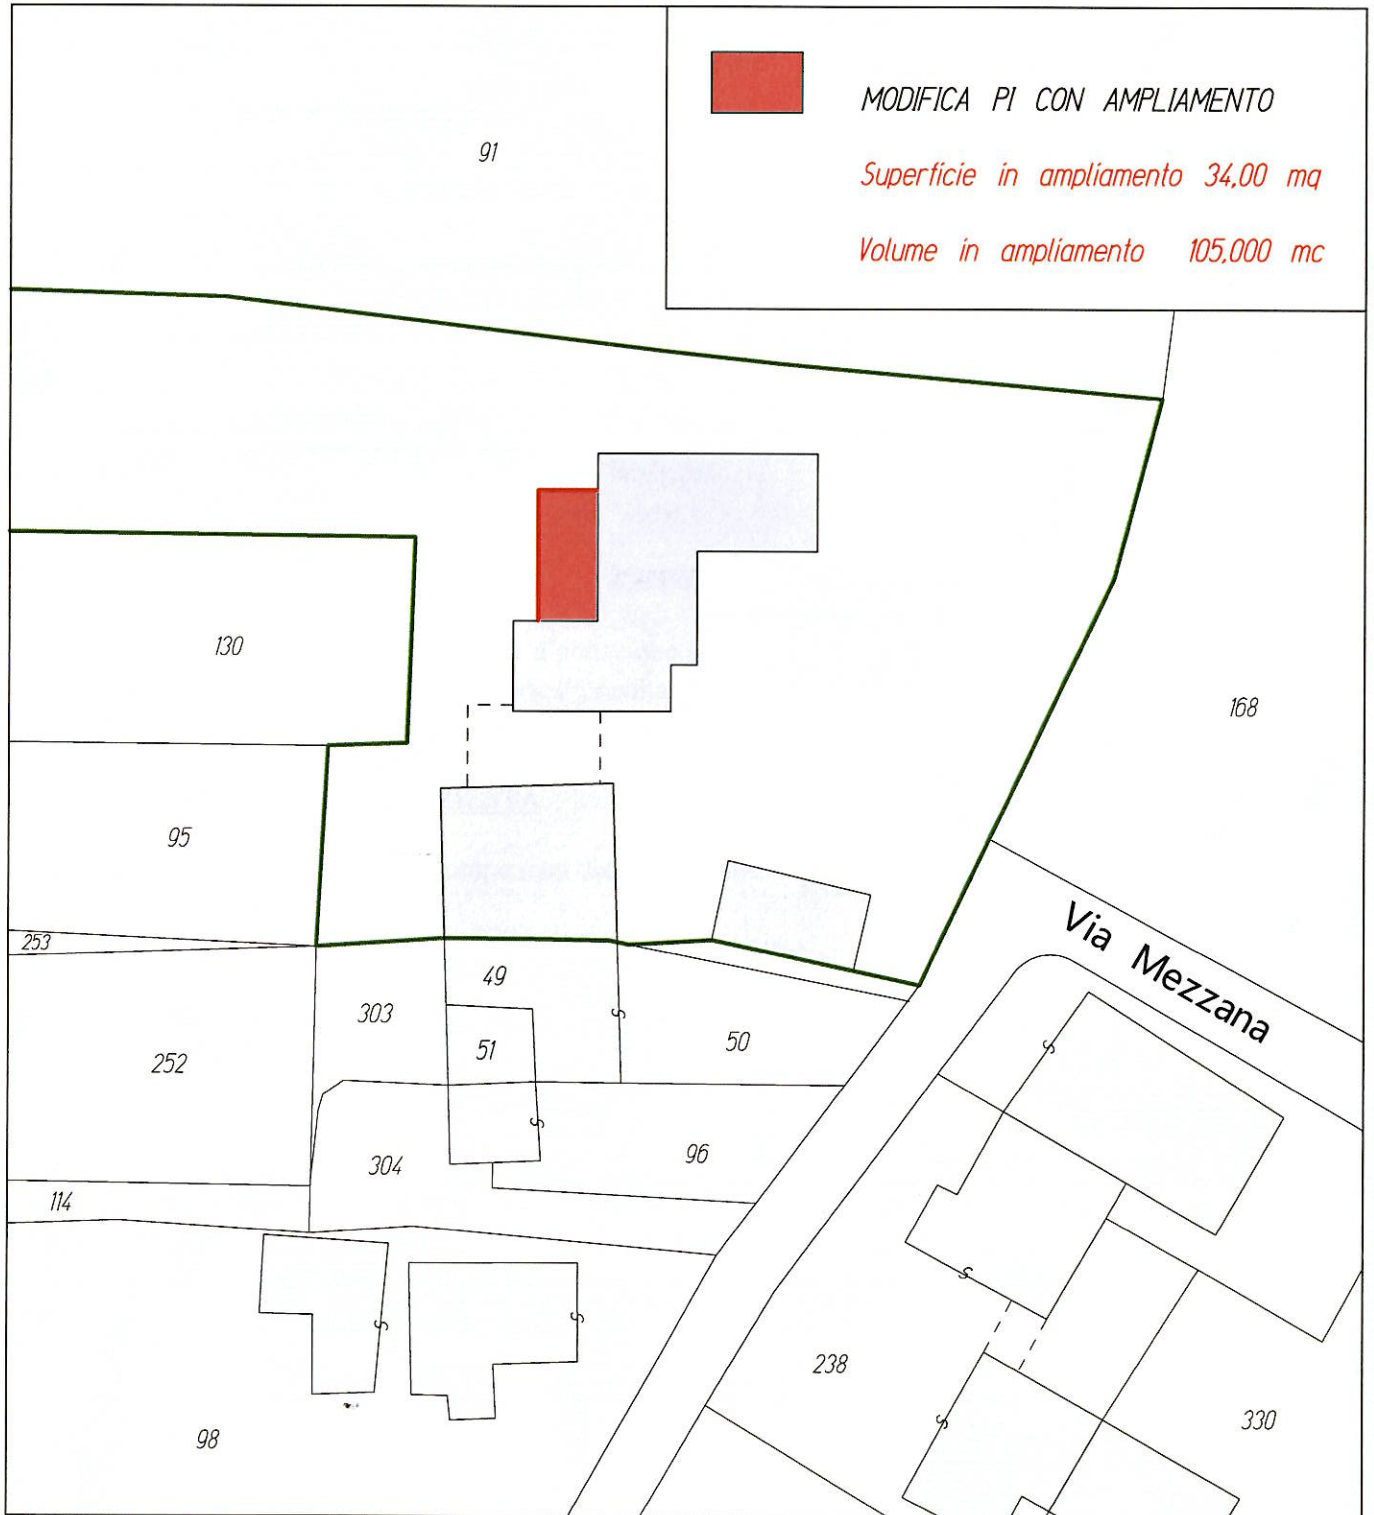 MODIFICA PI CON AMPLIAMENTO
Superficie in ampliamento 34,00 mq
Volume in ampliamento 105,000 mc
91
130
168
95
253
49
303
51
50
252
Via Mezzana
S
S
S
304
96
114
S
S
S
238
S
330
98